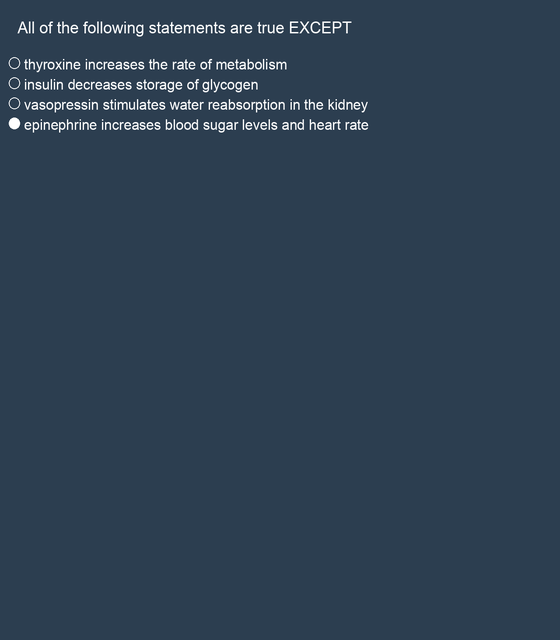 All of the following statements are true EXCEPT
thyroxine increases the rate of metabolism
insulin decreases storage of glycogen
vasopressin stimulates water reabsorption in the kidney
epinephrine increases blood sugar levels and heart rate